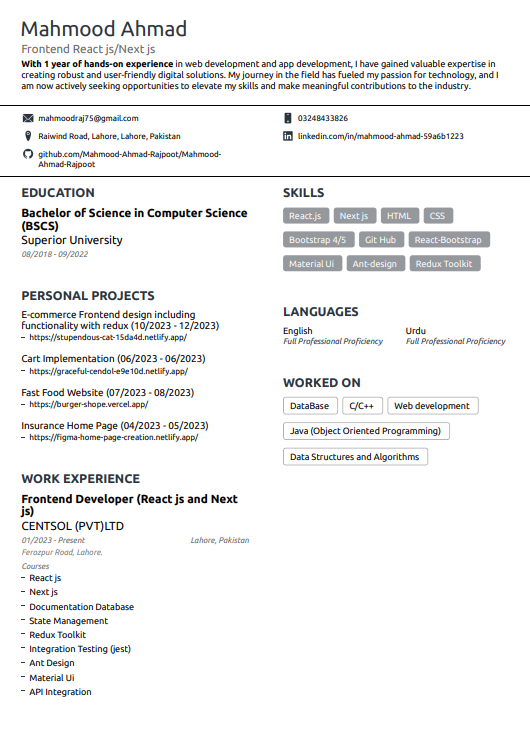 Mahmood Ahmad
Frontend React js/Next js
With 1 year of hands-on experience in web development and app development, I have gained valuable expertise in
creating robust and user-friendly digital solutions. My journey in the field has fueled my passion for technology, and I
am now actively seeking opportunities to elevate my skills and make meaningful contributions to the industry.
mahmoodraj75@gmail.com
03248433826
Raiwind Road, Lahore, Lahore, Pakistan
linkedin.com/in/mahmood-ahmad-59a6b1223
github.com/Mahmood-Ahmad-Rajpoot/Mahmood-
Ahmad-Rajpoot
EDUCATION
Bachelor of Science in Computer Science
(BSCS)
Superior University
08/2018 - 09/2022
PERSONAL PROJECTS
E-commerce Frontend design including
functionality with redux (10/2023 - 12/2023)
– https://stupendous-cat-15da4d.netlify.app/
Cart Implementation (06/2023 - 06/2023)
– https://graceful-cendol-e9e10d.netlify.app/
Fast Food Website (07/2023 - 08/2023)
– https://burger-shope.vercel.app/
Insurance Home Page (04/2023 - 05/2023)
– https://figma-home-page-creation.netlify.app/
WORK EXPERIENCE
Frontend Developer (React js and Next
js)
CENTSOL (PVT)LTD
01/2023 - Present
Lahore, Pakistan
Ferozpur Road, Lahore.
Courses
– React js
– Next js
– Documentation Database
– State Management
– Redux Toolkit
– Integration Testing (jest)
– Ant Design
– Material Ui
– API Integration
SKILLS
React.js Next js HTML CSS
Bootstrap 4/5 Git Hub React-Bootstrap
Material Ui Ant-design Redux Toolkit
LANGUAGES
English Urdu
Full Professional Proficiency Full Professional Proficiency
WORKED ON
DataBase C/C++ Web development
Java (Object Oriented Programming)
Data Structures and Algorithms